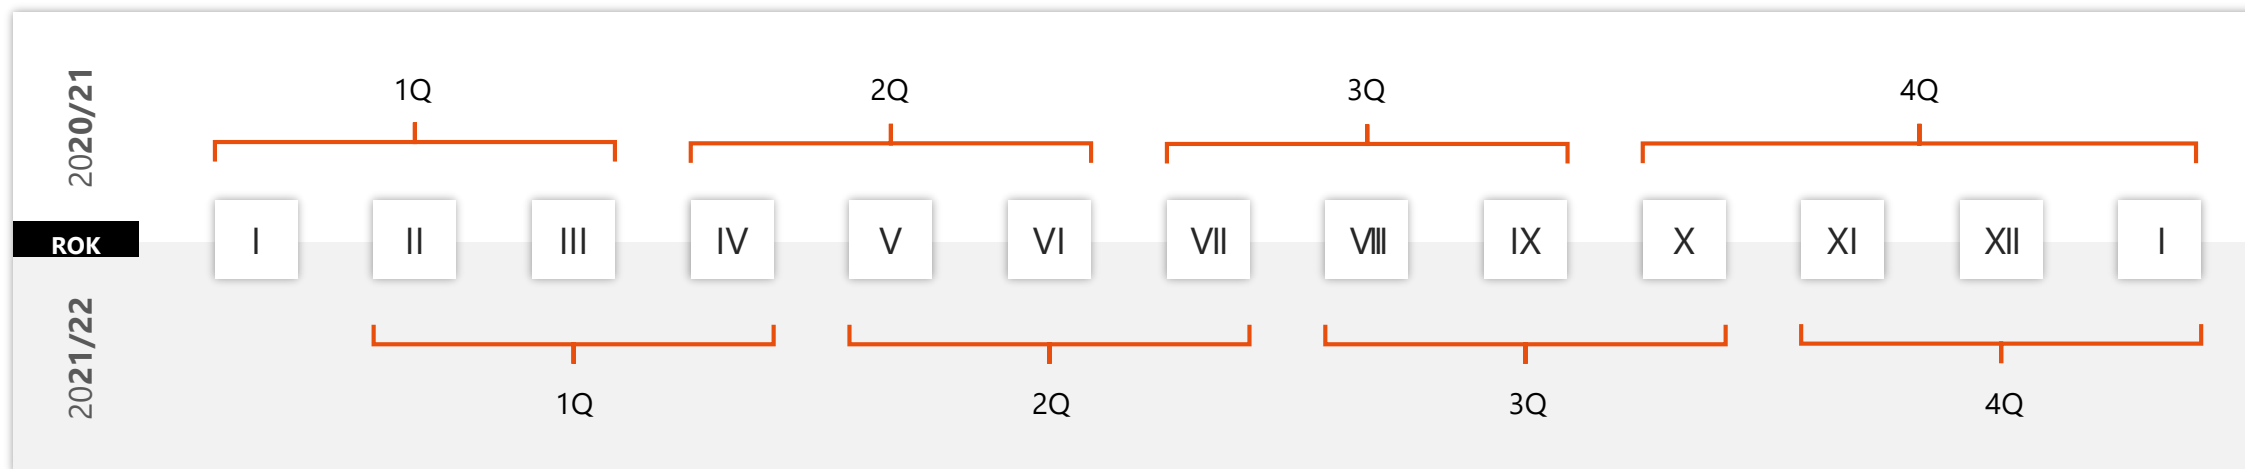 2020/21
1Q 2Q 3Q 4Q
I II III IV V VI VII VIII IX X XI XII I
ROK
2021/22
1Q 2Q 3Q 4Q